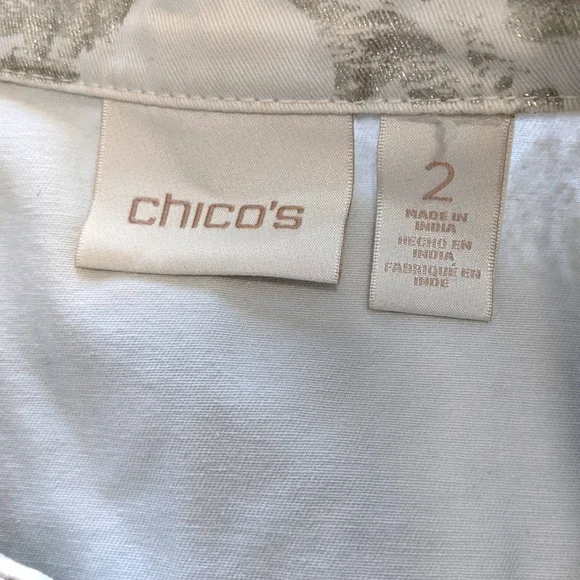 chico's
2
MADE IN
INDIA
HECHO EN
INDIA
FABRIQUÉ EN
INDE